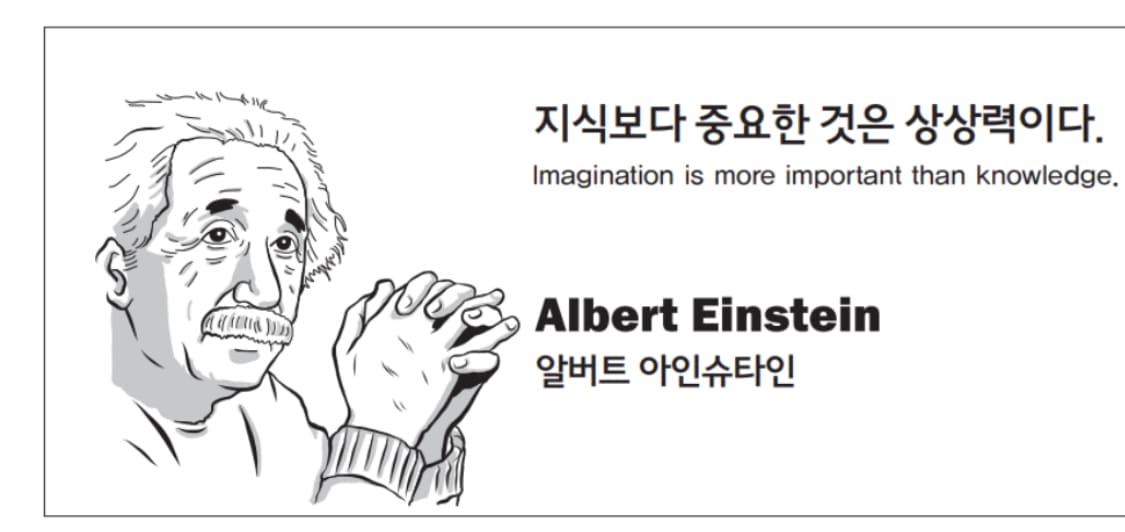 지식보다 중요한 것은 상상력이다.
Imagination is more important than knowledge.
Albert Einstein
알버트 아인슈타인